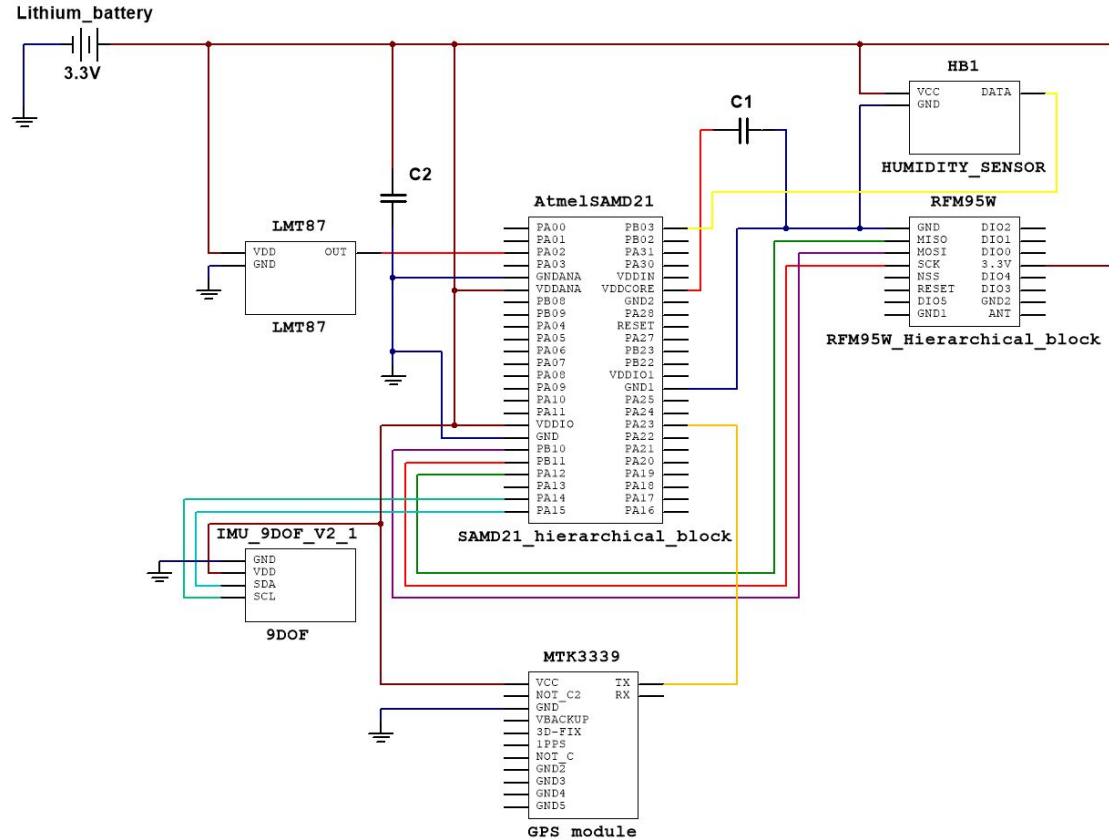 Lithium_battery
3.3V
HB1
VCC DATA
GND
HUMIDITY_SENSOR
C1
C2
LMT87
VDD OUT
GND
LMT87
AtmelSAMD21
PA00 PB03
PA01 PB02
PA02 PA31
PA03 PA30
GNDANA VDDIN
VDDANA VDDCORE
PB08 GND2
PB09 PA28
PA04 RESET
PA05 PA27
PA06 PB23
PA07 PB22
PA08 VDDIO1
PA09 GND1
PA10 PA25
PA11 PA24
VDDIO PA23
GND PA22
PB10 PA21
PB11 PA20
PA12 PA19
PA13 PA18
PA14 PA17
PA15 PA16
SAMD21_hierarchical_block
RFM95W
GND DIO2
MISO DIO1
MOSI DIO0
SCK 3.3V
NSS DIO4
RESET DIO3
DIO5 GND2
GND1 ANT
RFM95W_Hierarchical_block
IMU_9DOF_V2_1
GND
VDD
SDA
SCL
9DOF
MTK3339
VCC TX
NOT_C2 RX
GND
VBACKUP
3D-FIX
1PPS
NOT_C
GND2
GND3
GND4
GND5
GPS module